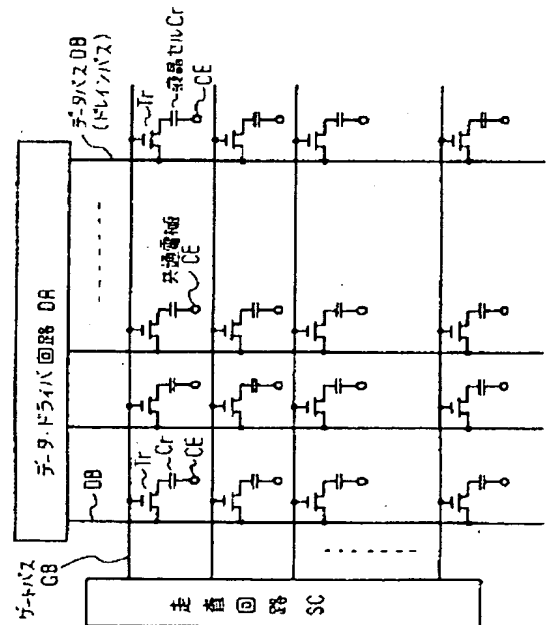 データ・ドライバ回路 DR
データバス DB
(ドレインバス)
Tr
液晶セルCr
CE
共通電極
CE
DB
Tr
Cr
CE
ゲートバス
GB
走査回路 SC